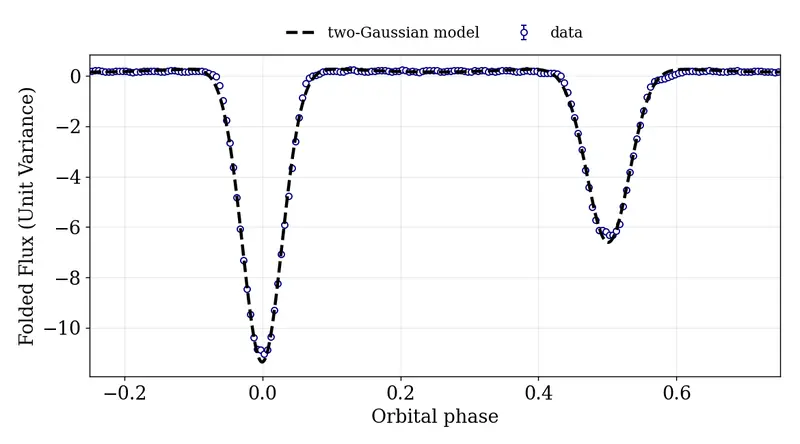 two-Gaussian model
data
Folded Flux (Unit Variance)
0
−2
−4
−6
−8
−10
−0.2
0.0
0.2
0.4
0.6
Orbital phase